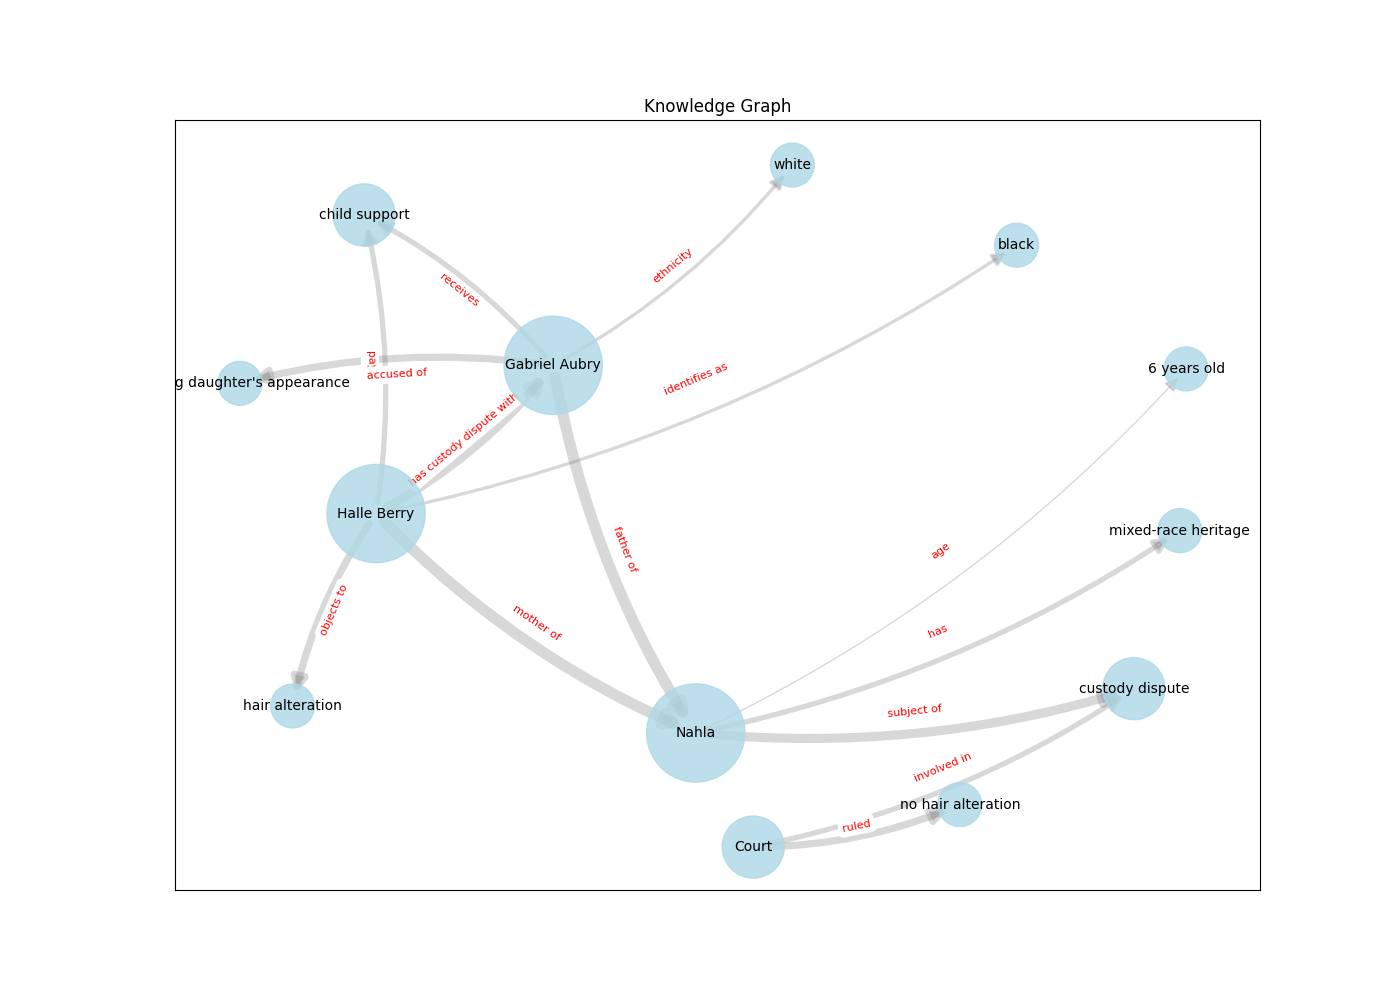 Knowledge Graph
white
child support
black
ethnicity
receives
Gabriel Aubry
accused of
daughter's appearance
identifies as
6 years old
has custody dispute with
Halle Berry
father of
mixed-race heritage
age
objects to
mother of
has
custody dispute
hair alteration
subject of
Nahla
involved in
no hair alteration
ruled
Court